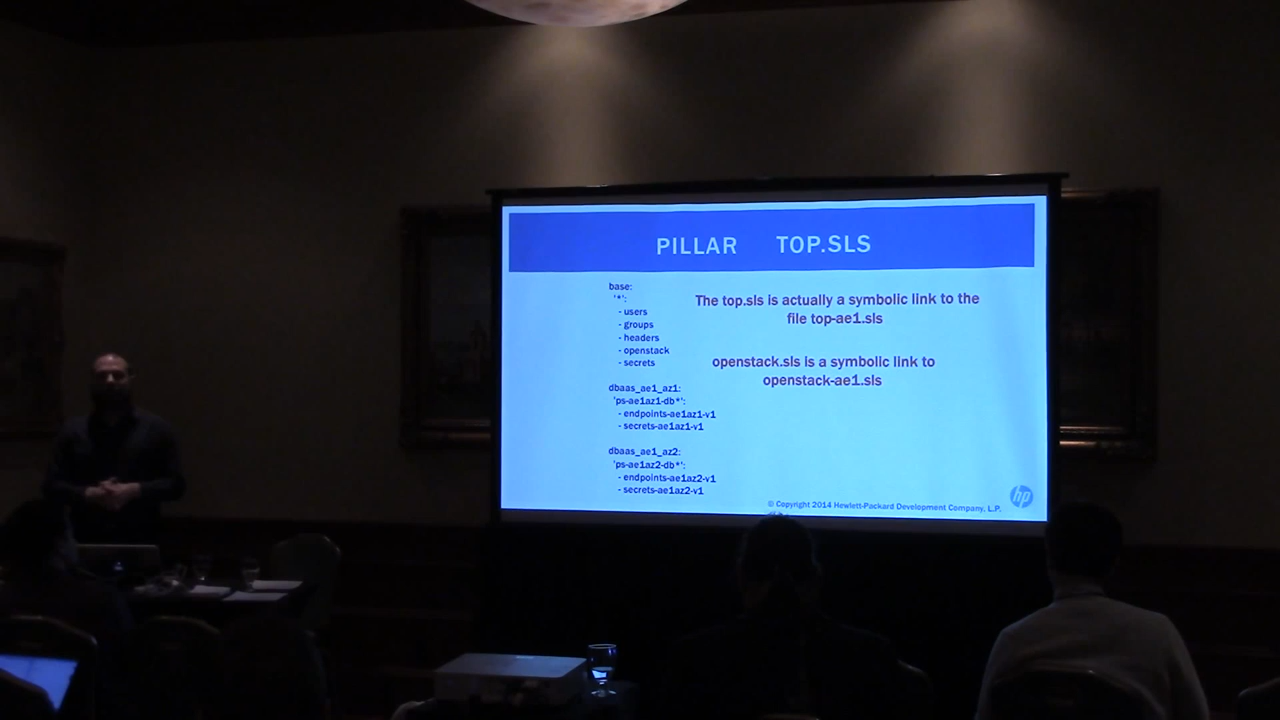 PILLAR TOP.SLS
base:
'*':
- users
- groups
- headers
- openstack
- secrets
dbaas_ae1_az1:
'ps-ae1az1-db*':
- endpoints-ae1az1-v1
- secrets-ae1az1-v1
dbaas_ae1_az2:
'ps-ae1az2-db*':
- endpoints-ae1az2-v1
- secrets-ae1az2-v1
The top.sls is actually a symbolic link to the
file top-ae1.sls
openstack.sls is a symbolic link to
openstack-ae1.sls
© Copyright 2014 Hewlett-Packard Development Company, L.P.
hp